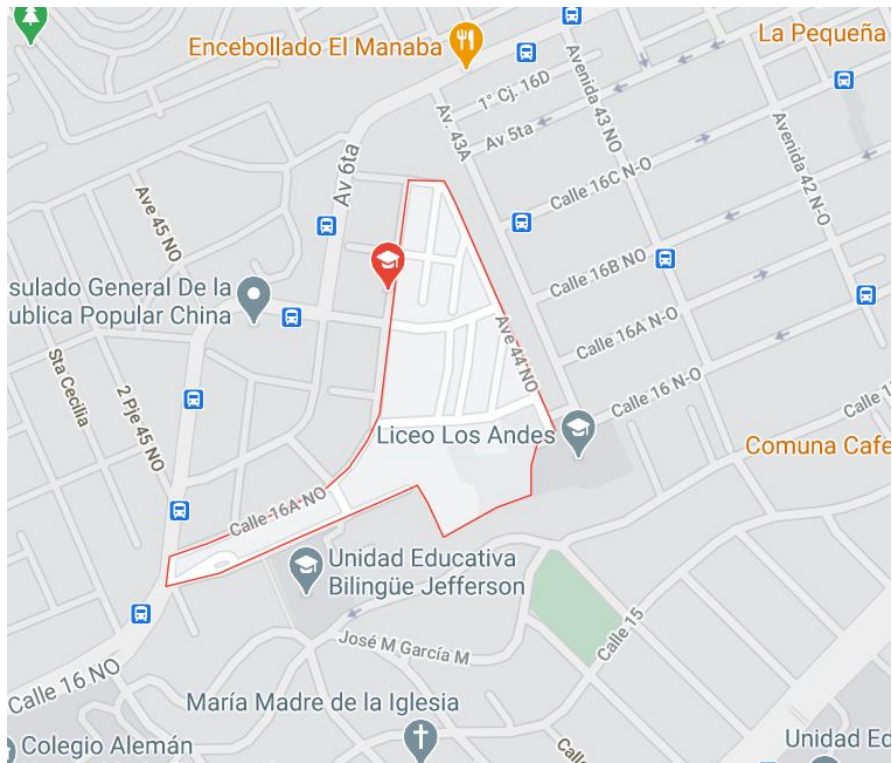 La Pequeña
Encebollado El Manaba
1° Cj. 16D
Avenida 43 NO
Av. 43A
Av 5ta
Avenida 42 N-O
Av 6ta
Calle 16C N-O
Ave 45 NO
Calle 16B NO
sulado General De la
ublica Popular China
Calle 16A N-O
Ave 44 NO
Sta Cecilia
2 Pje 45 NO
Calle 16 N-O
Calle 1
Liceo Los Andes
Comuna Cafe
Calle 16A NO
Unidad Educativa
Bilingüe Jefferson
José M García M
Calle 15
Calle 16 NO
María Madre de la Iglesia
Colegio Alemán
Calle
Unidad Ed